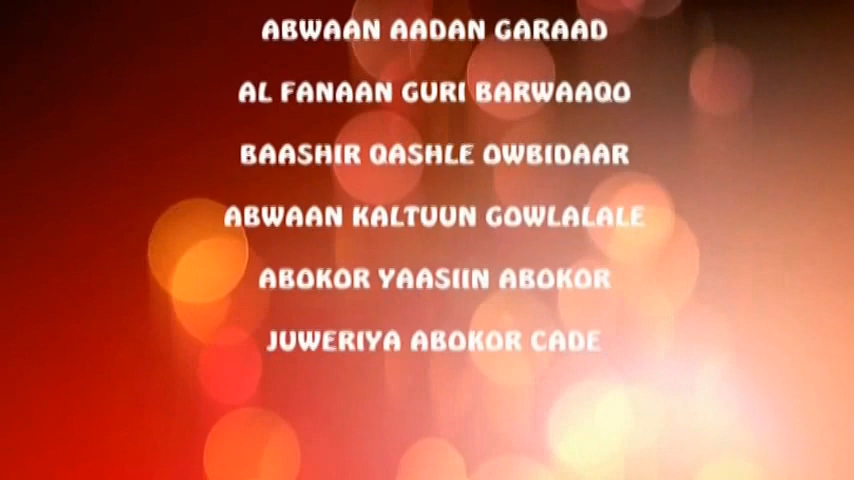 ABWAAN AADAN GARAAD
AL FANAAN GURI BARWAAQO
BAASHIR QASHLE OWBIDAAR
ABWAAN KALTUUN GOWLALALE
ABOKOR YAASIIN ABOKOR
JUWERIYA ABOKOR CADE